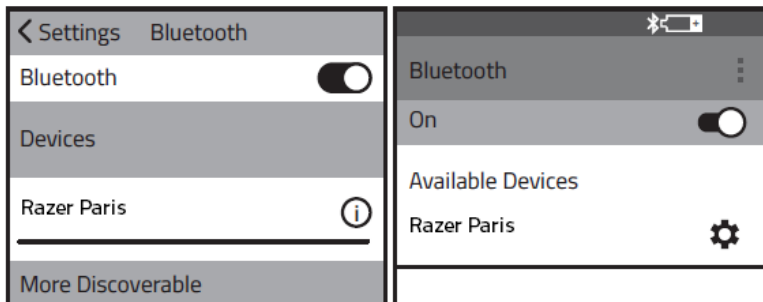 Settings Bluetooth
Bluetooth
Devices
Razer Paris
More Discoverable
Bluetooth
On
Available Devices
Razer Paris